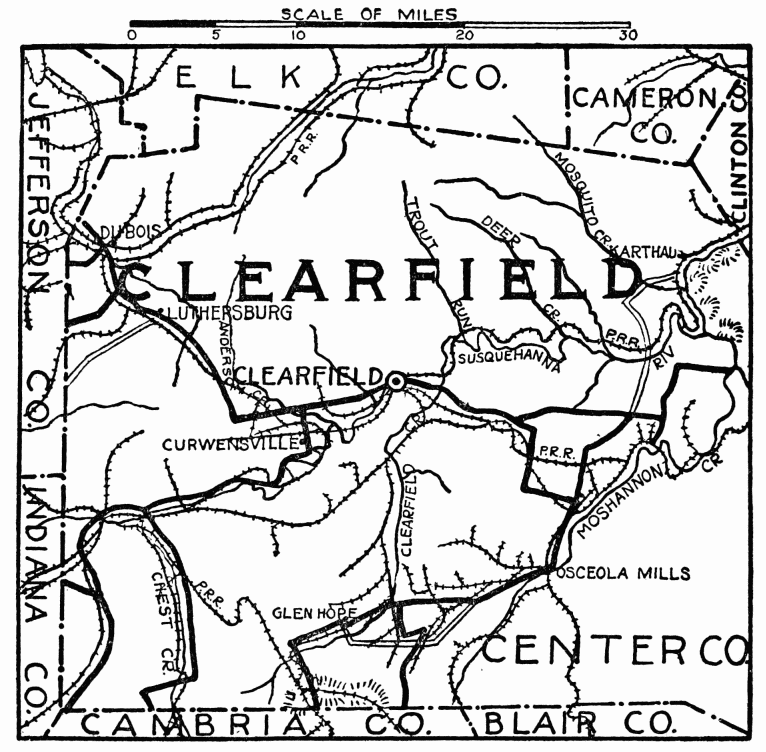 SCALE OF MILES
0 5 10 20 30
ELK CO.
CAMERON CO.
CLINTON CO.
JEFFERSON CO.
P.R.R.
MOSQUITO CR.
TROUT RUN
DEER CR.
KARTHAUS
DUBOIS
CLEARFIELD
LUTHERSBURG
ANDERSON CR.
P.R.R.
RIV
SUSQUEHANNA
CLEARFIELD
CURWENSVILLE
P.R.R.
MOSHANNON CR
CLEARFIELD
INDIANA CO.
CHEST CR.
P.R.R.
OSCEOLA MILLS
GLEN HOPE
CENTER CO.
CAMBRIA CO.
BLAIR CO.